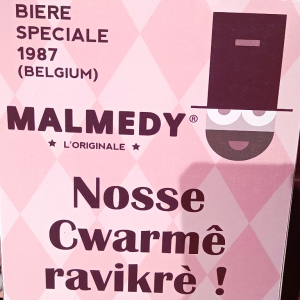 BIERE
SPECIALE
1987
(BELGIUM)
MALMEDY®
★ L'ORIGINALE ★
Nosse
Cwarmê
ravikrè !